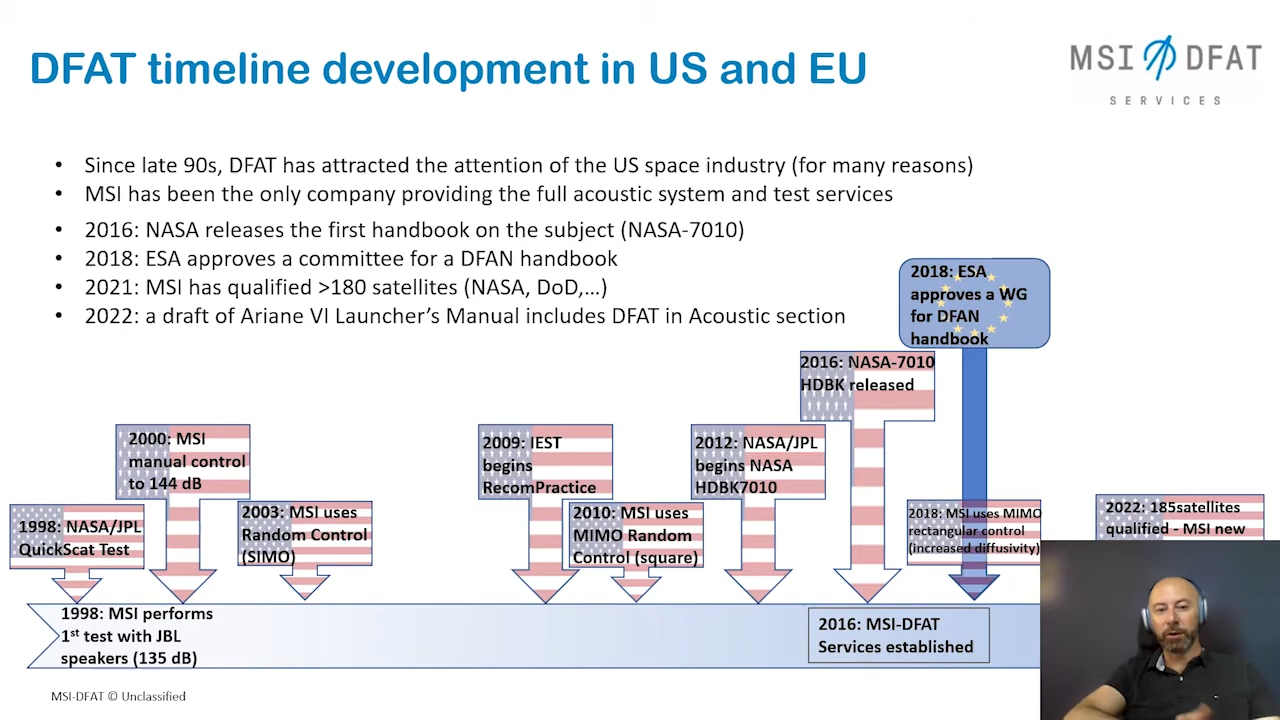 DFAT timeline development in US and EU
MSI DFAT
SERVICES
• Since late 90s, DFAT has attracted the attention of the US space industry (for many reasons)
• MSI has been the only company providing the full acoustic system and test services
• 2016: NASA releases the first handbook on the subject (NASA-7010)
• 2018: ESA approves a committee for a DFAN handbook
• 2021: MSI has qualified >180 satellites (NASA, DoD,…)
• 2022: a draft of Ariane VI Launcher’s Manual includes DFAT in Acoustic section
2018: ESA
approves a WG
for DFAN
handbook
2016: NASA-7010
HDBK released
2000: MSI
manual control
to 144 dB
2009: IEST
begins
RecomPractice
2012: NASA/JPL
begins NASA
HDBK7010
1998: NASA/JPL
QuickScat Test
2003: MSI uses
Random Control
(SIMO)
2010: MSI uses
MIMO Random
Control (square)
2018: MSI uses MIMO
rectangular control
(increased diffusivity)
2022: 185satellites
qualified - MSI new
1998: MSI performs
1st test with JBL
speakers (135 dB)
2016: MSI-DFAT
Services established
MSI-DFAT © Unclassified